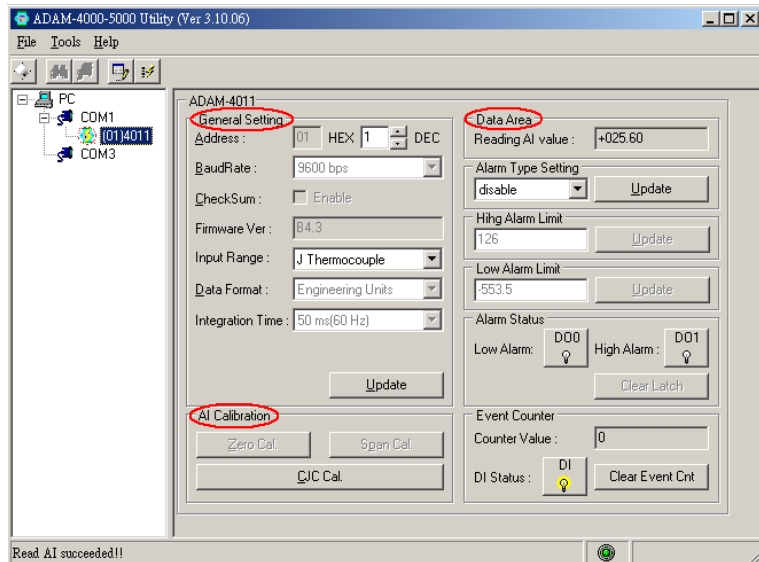 ADAM-4000-5000 Utility (Ver 3.10.06)
File Tools Help
PC
COM1
(01)4011
COM3
ADAM-4011
General Setting
Address : 01 HEX 1 DEC
BaudRate : 9600 bps
CheckSum : Enable
Firmware Ver : B4.3
Input Range : J Thermocouple
Data Format : Engineering Units
Integration Time : 50 ms(60 Hz)
Update
AI Calibration
Zero Cal. Span Cal.
CJC Cal.
Data Area
Reading AI value : +025.60
Alarm Type Setting
disable Update
Hihg Alarm Limit
126 Update
Low Alarm Limit
-553.5 Update
Alarm Status
Low Alarm: DO0 High Alarm : DO1
Clear Latch
Event Counter
Counter Value : 0
DI Status : DI Clear Event Cnt
Read AI succeeded!!